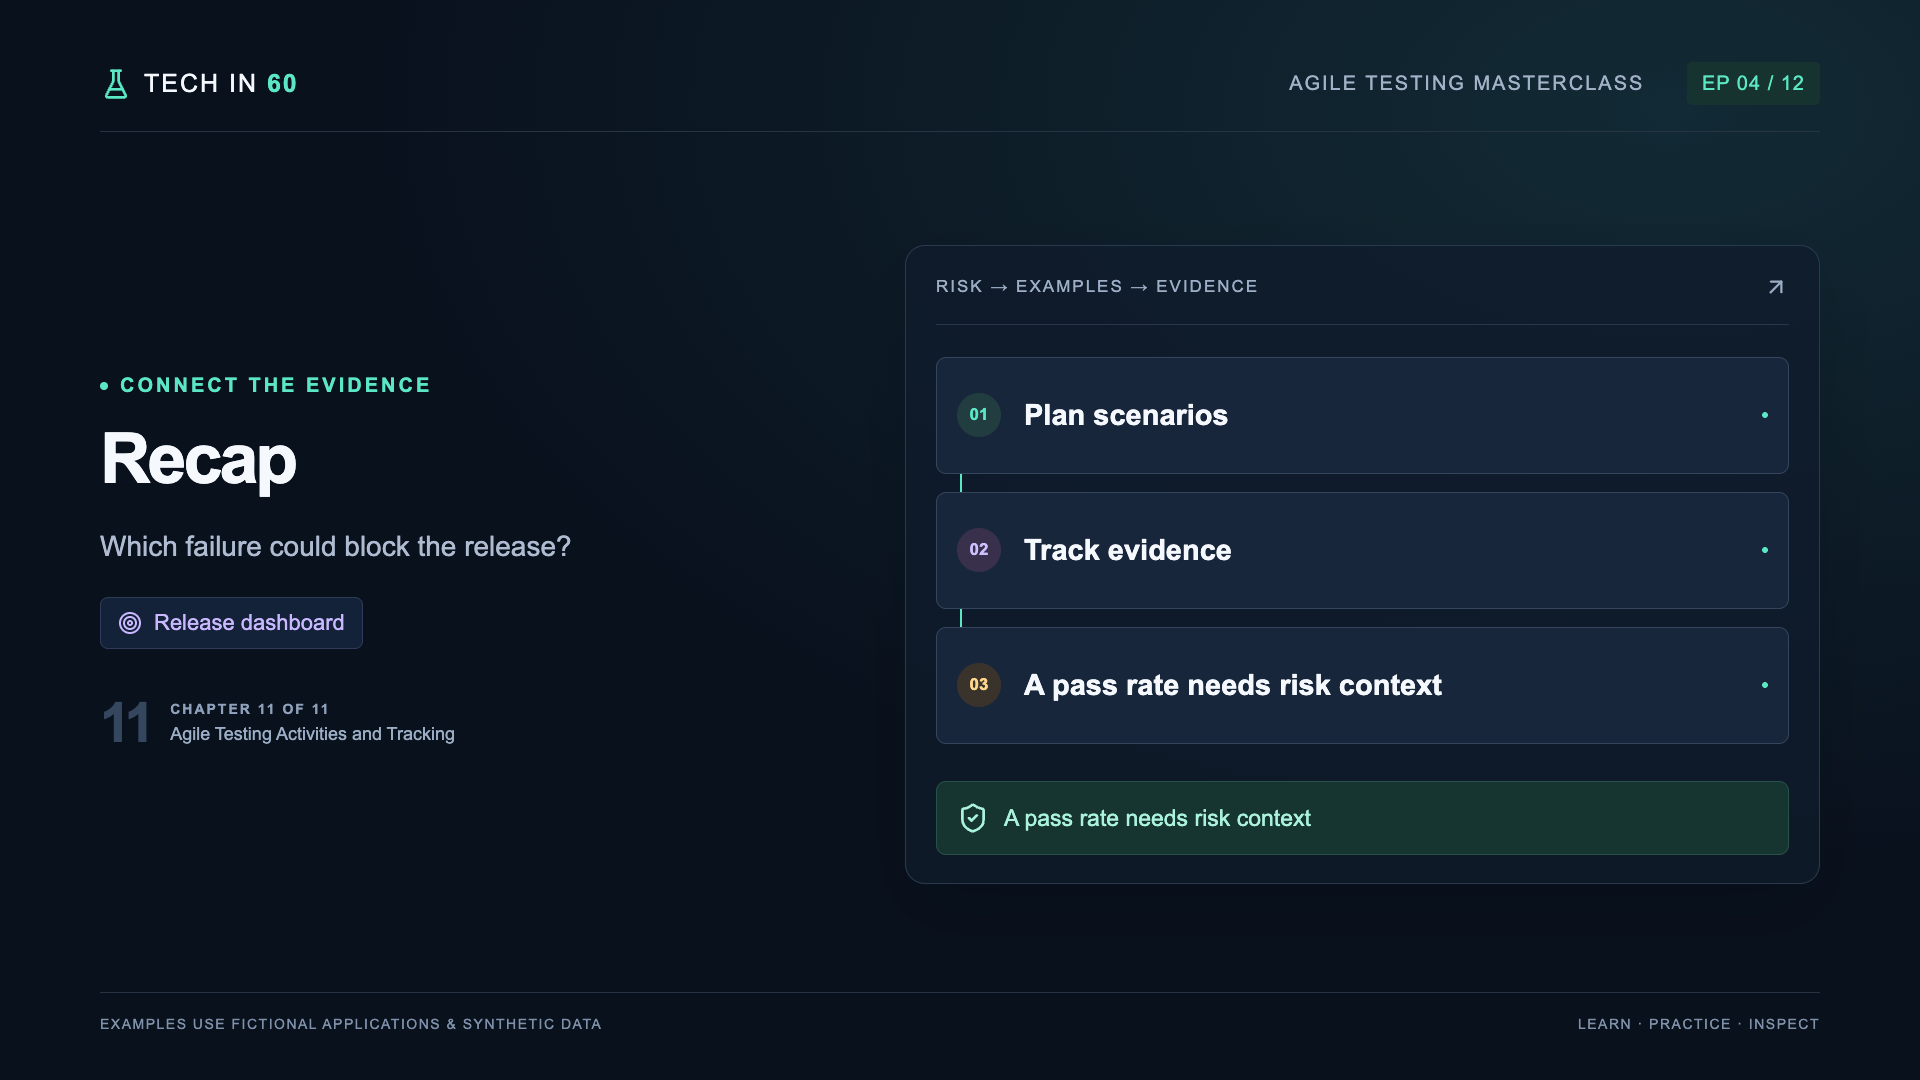 TECH IN 60
AGILE TESTING MASTERCLASS
EP 04 / 12
CONNECT THE EVIDENCE
Recap
Which failure could block the release?
Release dashboard
11
CHAPTER 11 OF 11
Agile Testing Activities and Tracking
RISK → EXAMPLES → EVIDENCE
01
Plan scenarios
02
Track evidence
03
A pass rate needs risk context
A pass rate needs risk context
EXAMPLES USE FICTIONAL APPLICATIONS & SYNTHETIC DATA
LEARN · PRACTICE · INSPECT